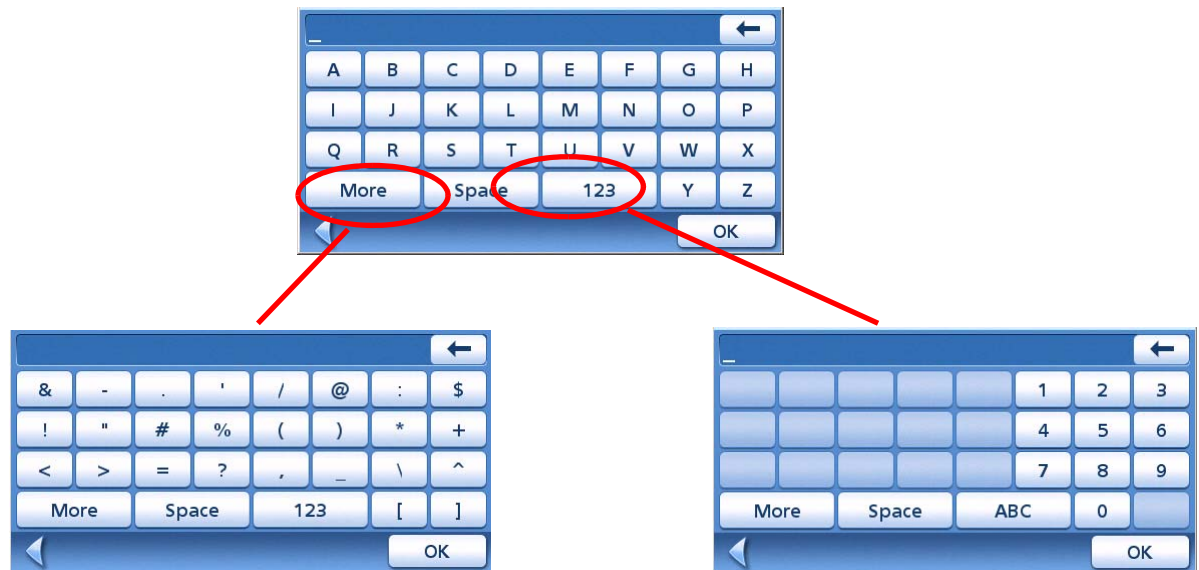 _
A B C D E F G H
I J K L M N O P
Q R S T U V W X
More Space 123 Y Z
OK
& - . ' / @ : $
! " # % ( ) * +
< > = ? , _ \ ^
More Space 123 [ ]
OK
_
1 2 3
4 5 6
7 8 9
More Space ABC 0
OK